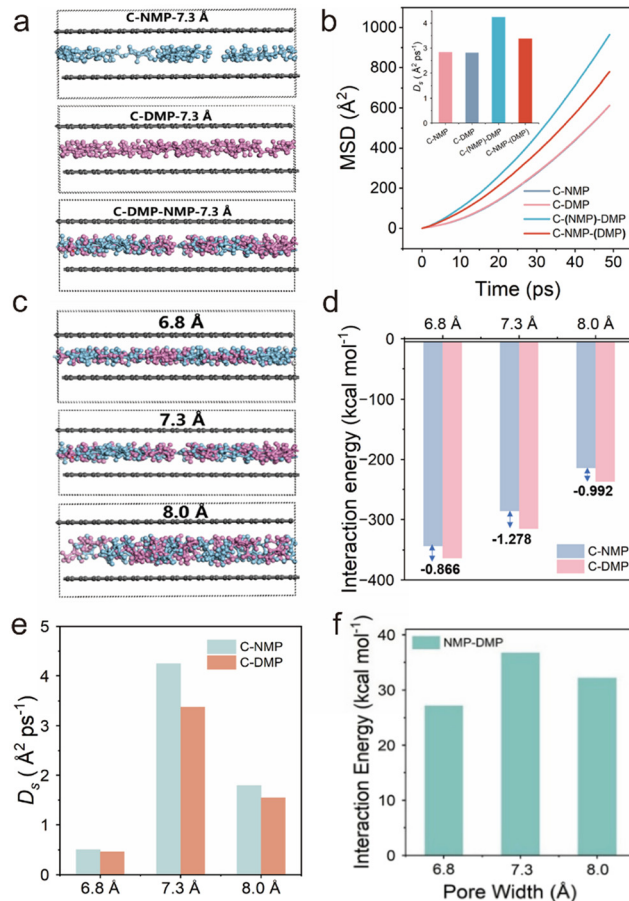 a
C-NMP-7.3 Å
C-DMP-7.3 Å
C-DMP-NMP-7.3 Å
b
MSD (Å²)
1000
800
600
400
200
0
0 10 20 30 40 50
Time (ps)
Dₛ (Å² ps⁻¹)
5
4
3
2
1
0
C-NMP
C-DMP
C-(NMP)-DMP
C-NMP-(DMP)
C-NMP
C-DMP
C-(NMP)-DMP
C-NMP-(DMP)
c
6.8 Å
7.3 Å
8.0 Å
d
6.8 Å 7.3 Å 8.0 Å
Interaction energy (kcal mol⁻¹)
0
−100
−200
−300
−400
-0.866
-1.278
-0.992
C-NMP
C-DMP
e
Dₛ ( Å² ps⁻¹)
5
4
3
2
1
0
C-NMP
C-DMP
6.8 Å 7.3 Å 8.0 Å
f
Interaction Energy (kcal mol⁻¹)
40
30
20
10
0
NMP-DMP
6.8 7.3 8.0
Pore Width (Å)